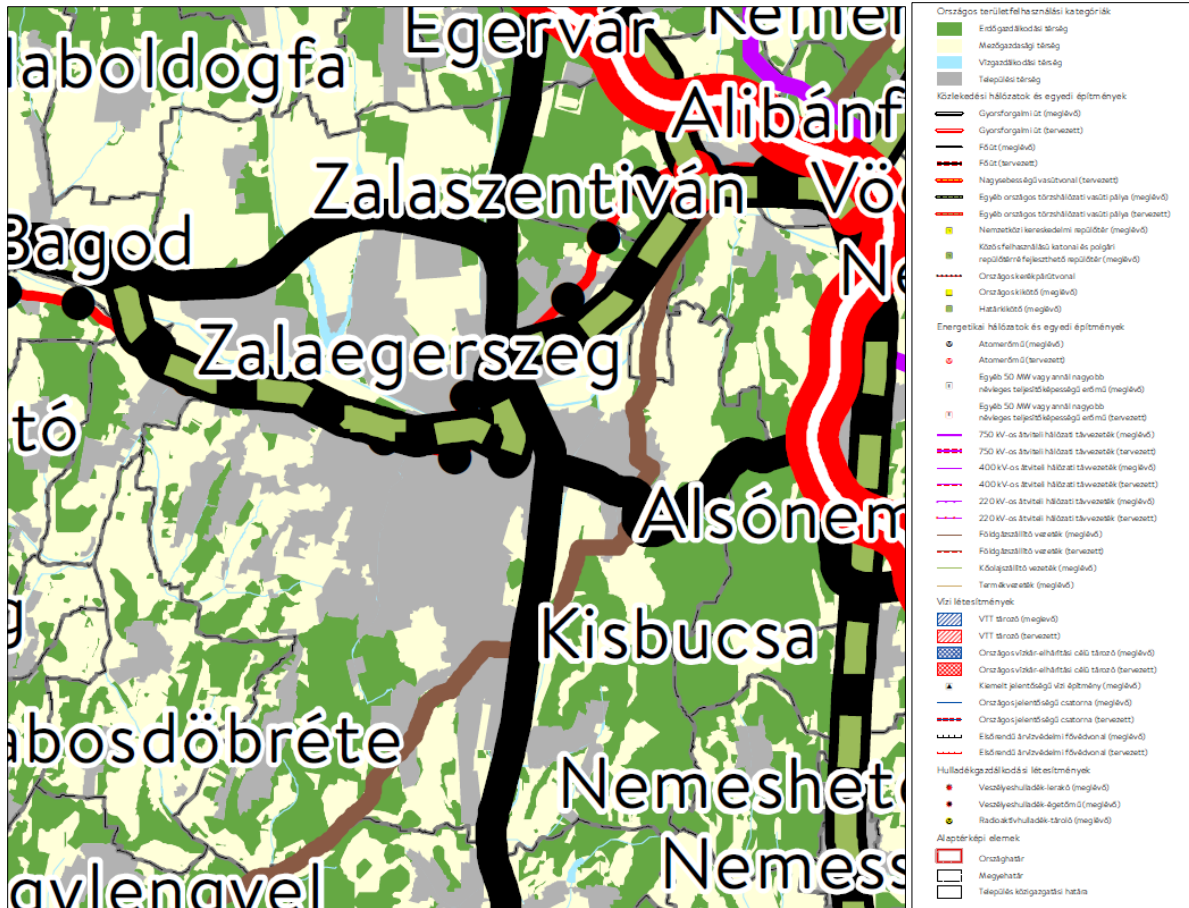 Egervár
Kemen
laboldogfa
Alibánf
Zalaszentiván
Vö
Bagod
Ne
Zalaegerszeg
tó
Alsónem
g
Kisbucsa
abosdöbréte
Nemeshet
Nemess
gylengyel
Országos területfelhasználási kategóriák
Erdőgazdálkodási térség
Mezőgazdasági térség
Vízgazdálkodási térség
Települési térség
Közlekedési hálózatok és egyedi építmények
Gyorsforgalmi út (meglévő)
Gyorsforgalmi út (tervezett)
Főút (meglévő)
Főút (tervezett)
Nagysebességű vasútvonal (tervezett)
Egyéb országos törzshálózati vasúti pálya (meglévő)
Egyéb országos törzshálózati vasúti pálya (tervezett)
Nemzetközi kereskedelmi repülőtér (meglévő)
Közös felhasználású katonai és polgári
repülőtérré fejleszthető repülőtér (meglévő)
Országos kerékpárútvonal
Országos kikötő (meglévő)
Határkikötő (meglévő)
Energetikai hálózatok és egyedi építmények
Atomerőmű (meglévő)
Atomerőmű (tervezett)
Egyéb 50 MW vagy annál nagyobb
névleges teljesítőképességű erőmű (meglévő)
Egyéb 50 MW vagy annál nagyobb
névleges teljesítőképességű erőmű (tervezett)
750 kV-os átviteli hálózati távvezeték (meglévő)
750 kV-os átviteli hálózati távvezeték (tervezett)
400 kV-os átviteli hálózati távvezeték (meglévő)
400 kV-os átviteli hálózati távvezeték (tervezett)
220 kV-os átviteli hálózati távvezeték (meglévő)
220 kV-os átviteli hálózati távvezeték (tervezett)
Földgázszállító vezeték (meglévő)
Földgázszállító vezeték (tervezett)
Kőolajszállító vezeték (meglévő)
Termékvezeték (meglévő)
Vízi létesítmények
VTT tározó (meglevő)
VTT tározó (tervezett)
Országos vízkár-elhárítási célú tározó (meglévő)
Országos vízkár-elhárítási célú tározó (tervezett)
Kiemelt jelentőségű vízi építmény (meglévő)
Országos jelentőségű csatorna (meglévő)
Országos jelentőségű csatorna (tervezett)
Elsőrendű árvízvédelmi fővédvonal (meglévő)
Elsőrendű árvízvédelmi fővédvonal (tervezett)
Hulladékgazdálkodási létesítmények
Veszélyeshulladék-lerakó (meglévő)
Veszélyeshulladék-égetőmű (meglévő)
Radioaktívhulladék-tároló (meglévő)
Alaptérképi elemek
Országhatár
Megyehatár
Település közigazgatási határa